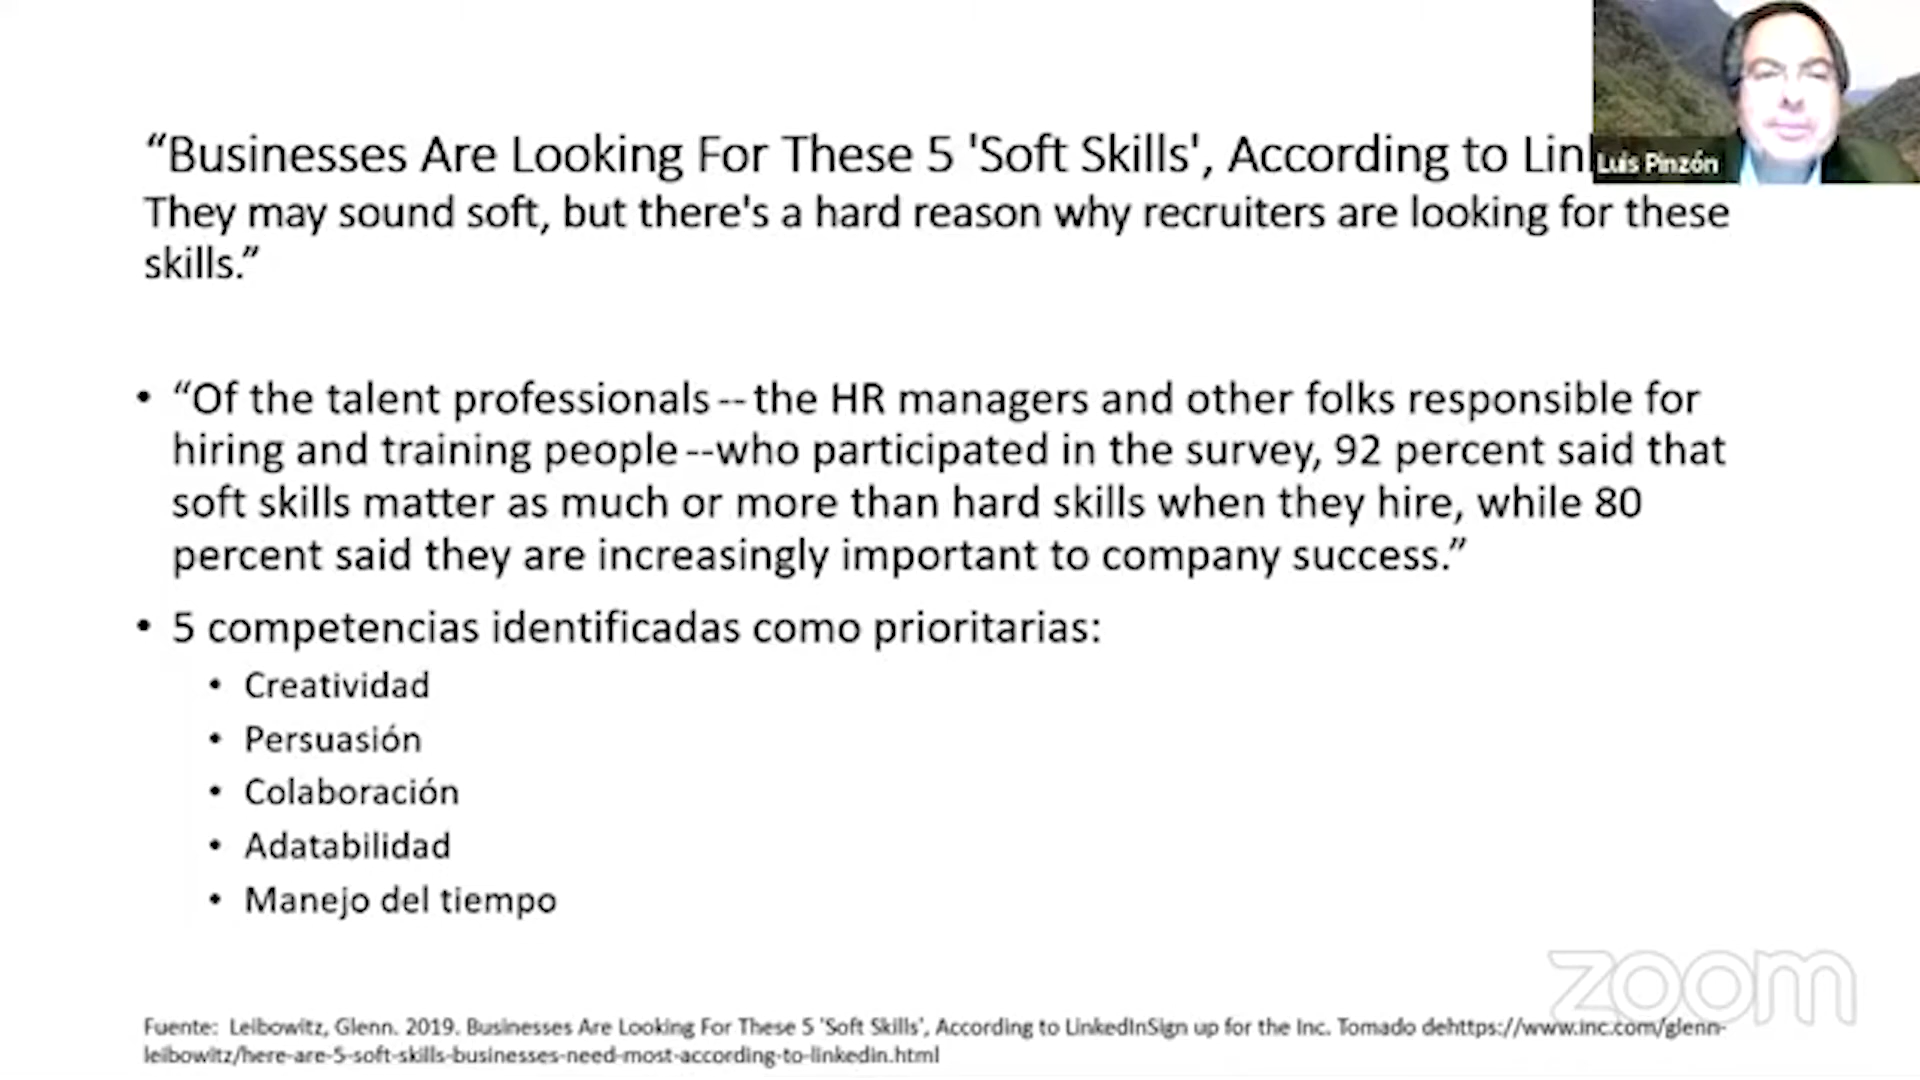 “Businesses Are Looking For These 5 'Soft Skills', According to Lin
Luis Pinzón
They may sound soft, but there's a hard reason why recruiters are looking for these
skills.”
• “Of the talent professionals -- the HR managers and other folks responsible for
hiring and training people --who participated in the survey, 92 percent said that
soft skills matter as much or more than hard skills when they hire, while 80
percent said they are increasingly important to company success.”
• 5 competencias identificadas como prioritarias:
• Creatividad
• Persuasión
• Colaboración
• Adatabilidad
• Manejo del tiempo
zoom
Fuente: Leibowitz, Glenn. 2019. Businesses Are Looking For These 5 'Soft Skills', According to LinkedInSign up for the Inc. Tomado dehttps://www.inc.com/glenn-
leibowitz/here-are-5-soft-skills-businesses-need-most-according-to-linkedin.html